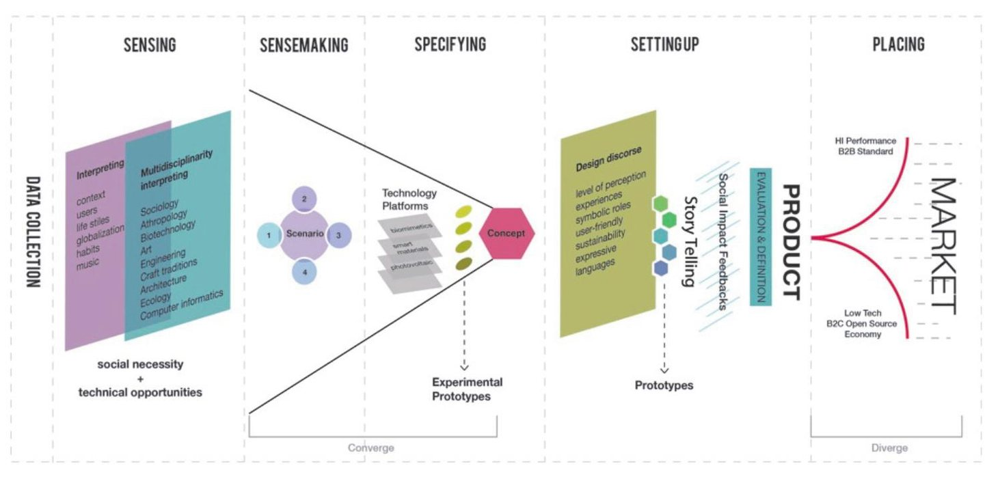 DATA COLLECTION
SENSING
Interpreting
context
users
life stiles
globalization
habits
music
Multidisciplinarity
interpreting
Sociology
Athropology
Biotechnology
Art
Engineering
Craft traditions
Architecture
Ecology
Computer informatics
social necessity
+
technical opportunities
SENSEMAKING
1
2
Scenario
3
4
SPECIFYING
Technology
Platforms
biomimetics
smart
materials
photovoltaic
Concept
Experimental
Prototypes
Converge
SETTING UP
Design discorse
level of perception
experiences
symbolic roles
user-friendly
sustainability
expressive
languages
Story Telling
Prototypes
Social Impact Feedbacks
EVALUATION & DEFINITION
PRODUCT
PLACING
HI Performance
B2B Standard
MARKET
Low Tech
B2C Open Source
Economy
Diverge